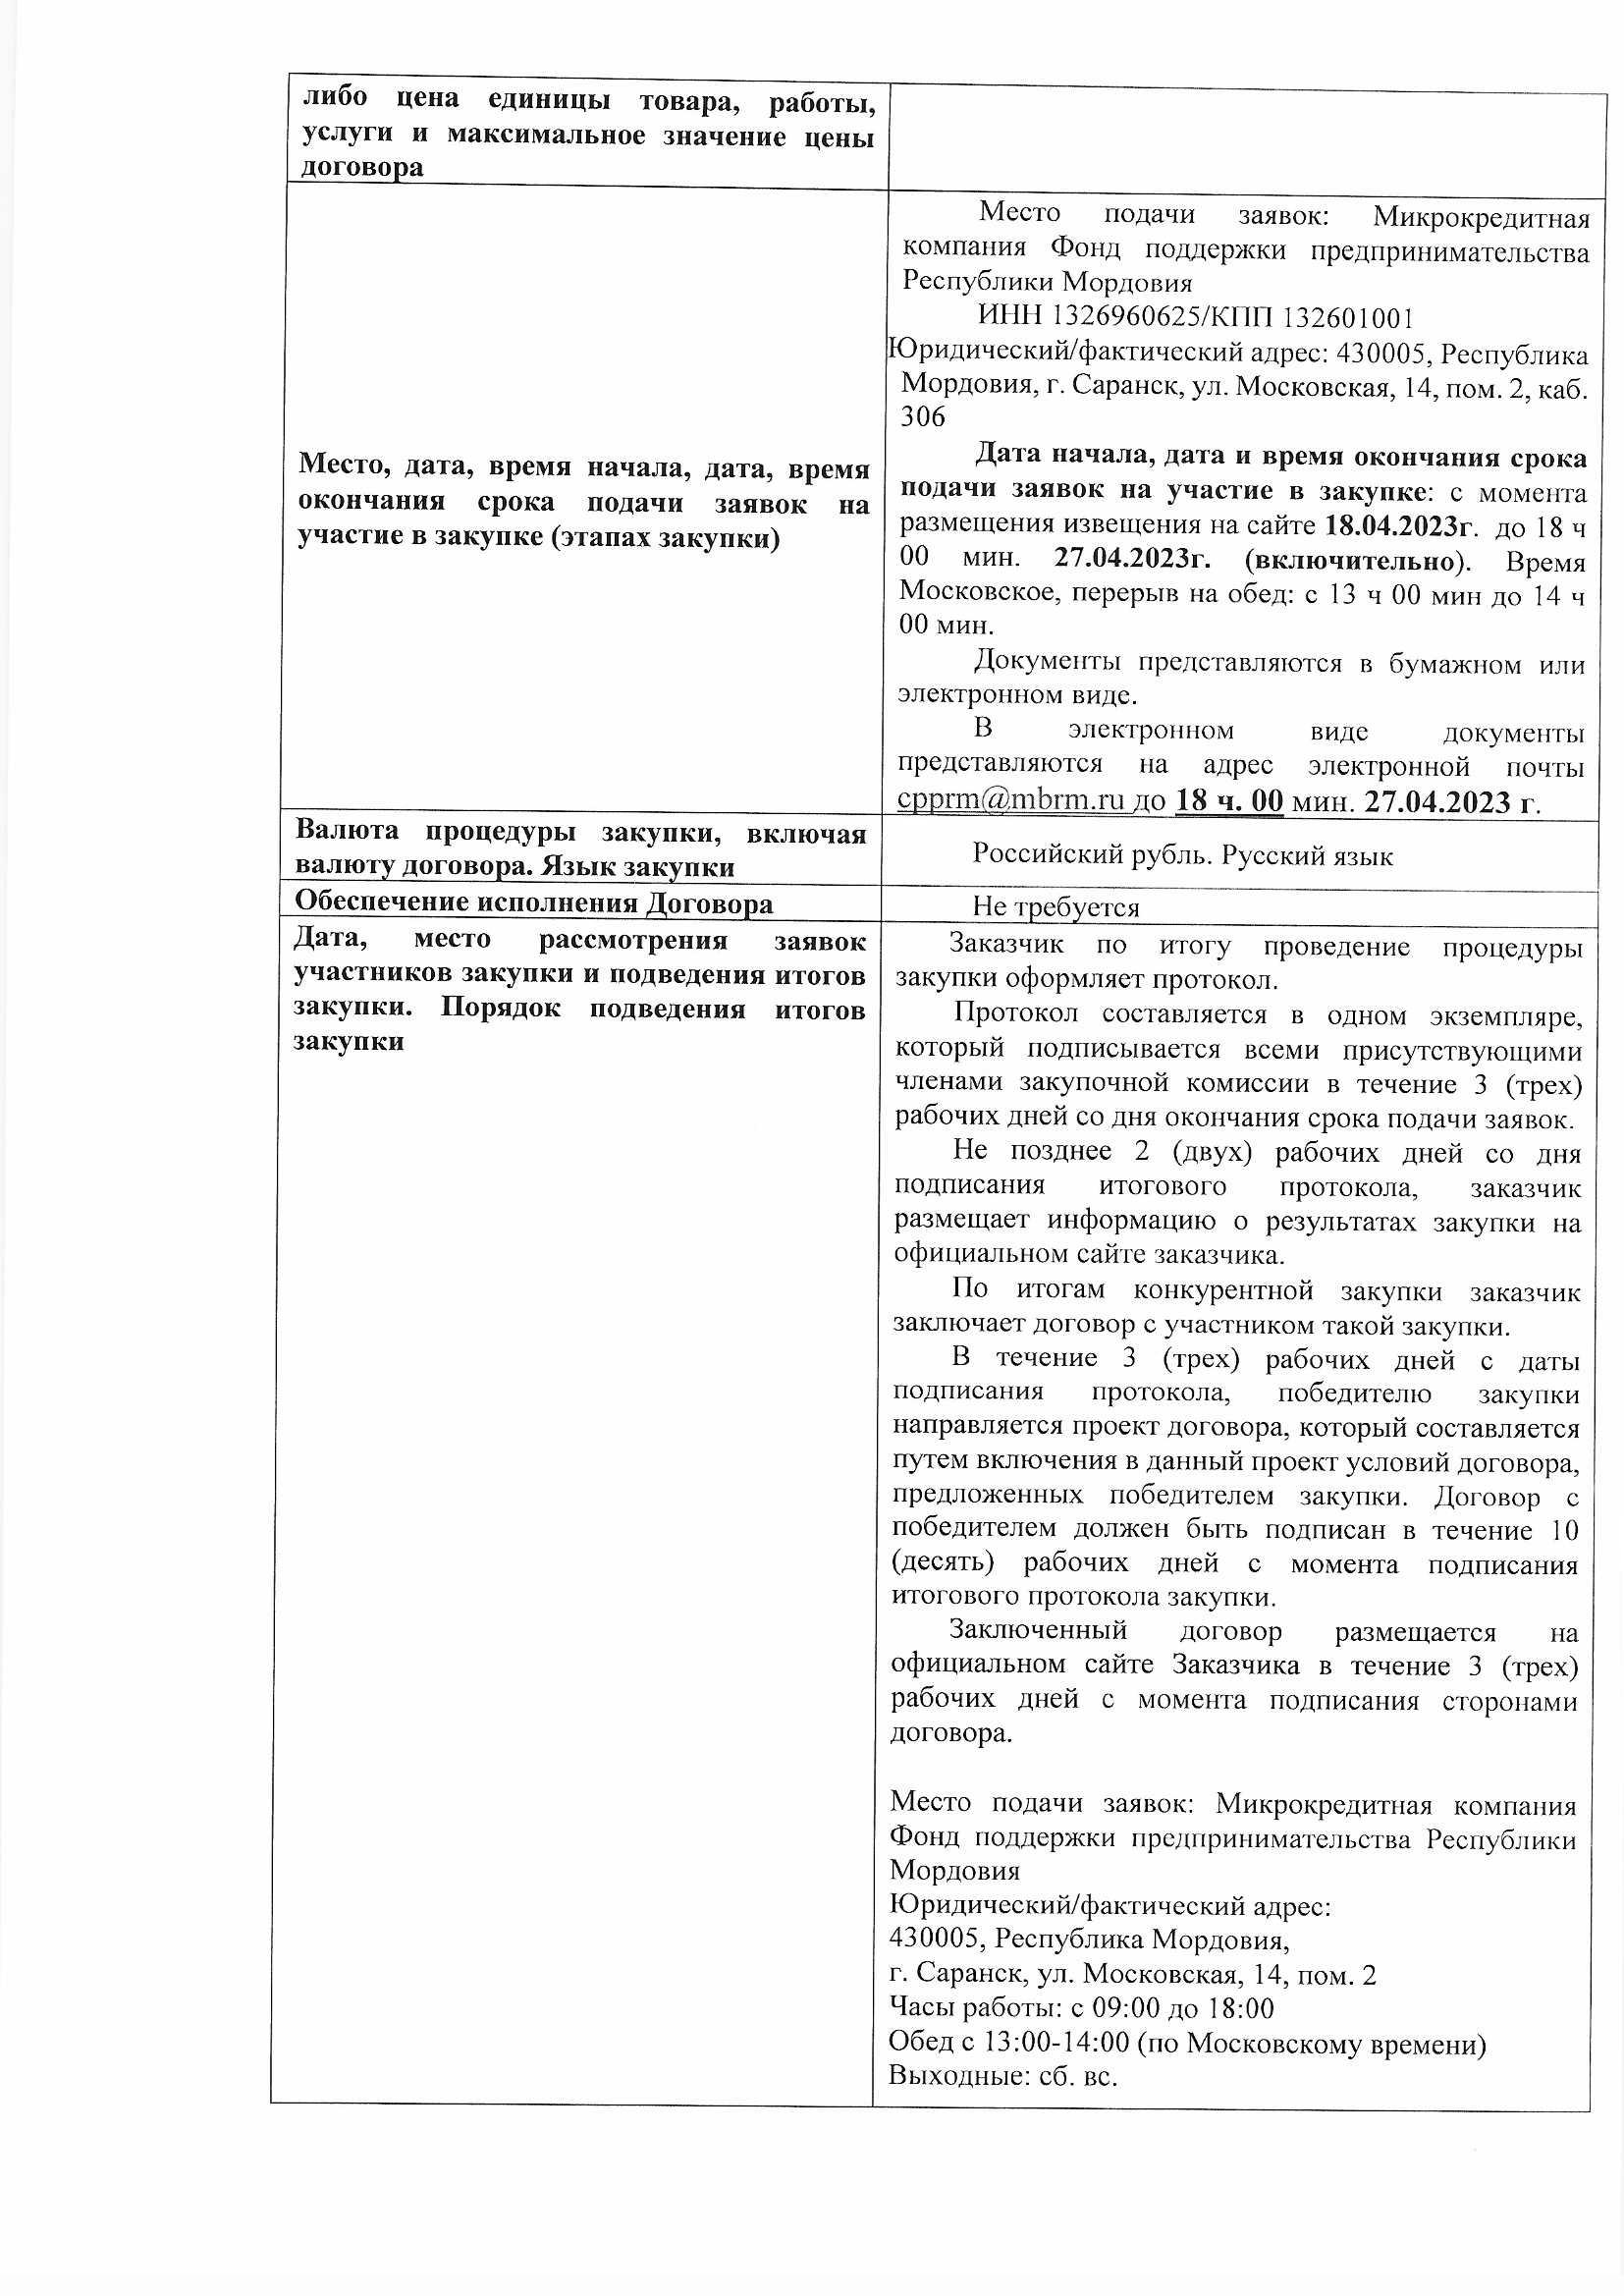 либо цена единицы товара, работы,
услуги и максимальное значение цены
договора
Место, дата, время начала, дата, время
окончания срока подачи заявок на
участие в закупке (этапах закупки)
Место подачи заявок: Микрокредитная
компания Фонд поддержки предпринимательства
Республики Мордовия
ИНН 1326960625/КПП 132601001
Юридический/фактический адрес: 430005, Республика
Мордовия, г. Саранск, ул. Московская, 14, пом. 2, каб.
306
Дата начала, дата и время окончания срока
подачи заявок на участие в закупке: с момента
размещения извещения на сайте 18.04.2023г. до 18 ч
00 мин. 27.04.2023г. (включительно). Время
Московское, перерыв на обед: с 13 ч 00 мин до 14 ч
00 мин.
Документы представляются в бумажном или
электронном виде.
В электронном виде документы
представляются на адрес электронной почты
cpprm@mbrm.ru до 18 ч. 00 мин. 27.04.2023 г.
Валюта процедуры закупки, включая
валюту договора. Язык закупки
Российский рубль. Русский язык
Обеспечение исполнения Договора
Не требуется
Дата, место рассмотрения заявок
участников закупки и подведения итогов
закупки. Порядок подведения итогов
закупки
Заказчик по итогу проведение процедуры
закупки оформляет протокол.
Протокол составляется в одном экземпляре,
который подписывается всеми присутствующими
членами закупочной комиссии в течение 3 (трех)
рабочих дней со дня окончания срока подачи заявок.
Не позднее 2 (двух) рабочих дней со дня
подписания итогового протокола, заказчик
размещает информацию о результатах закупки на
официальном сайте заказчика.
По итогам конкурентной закупки заказчик
заключает договор с участником такой закупки.
В течение 3 (трех) рабочих дней с даты
подписания протокола, победителю закупки
направляется проект договора, который составляется
путем включения в данный проект условий договора,
предложенных победителем закупки. Договор с
победителем должен быть подписан в течение 10
(десять) рабочих дней с момента подписания
итогового протокола закупки.
Заключенный договор размещается на
официальном сайте Заказчика в течение 3 (трех)
рабочих дней с момента подписания сторонами
договора.
Место подачи заявок: Микрокредитная компания
Фонд поддержки предпринимательства Республики
Мордовия
Юридический/фактический адрес:
430005, Республика Мордовия,
г. Саранск, ул. Московская, 14, пом. 2
Часы работы: с 09:00 до 18:00
Обед с 13:00-14:00 (по Московскому времени)
Выходные: сб. вс.